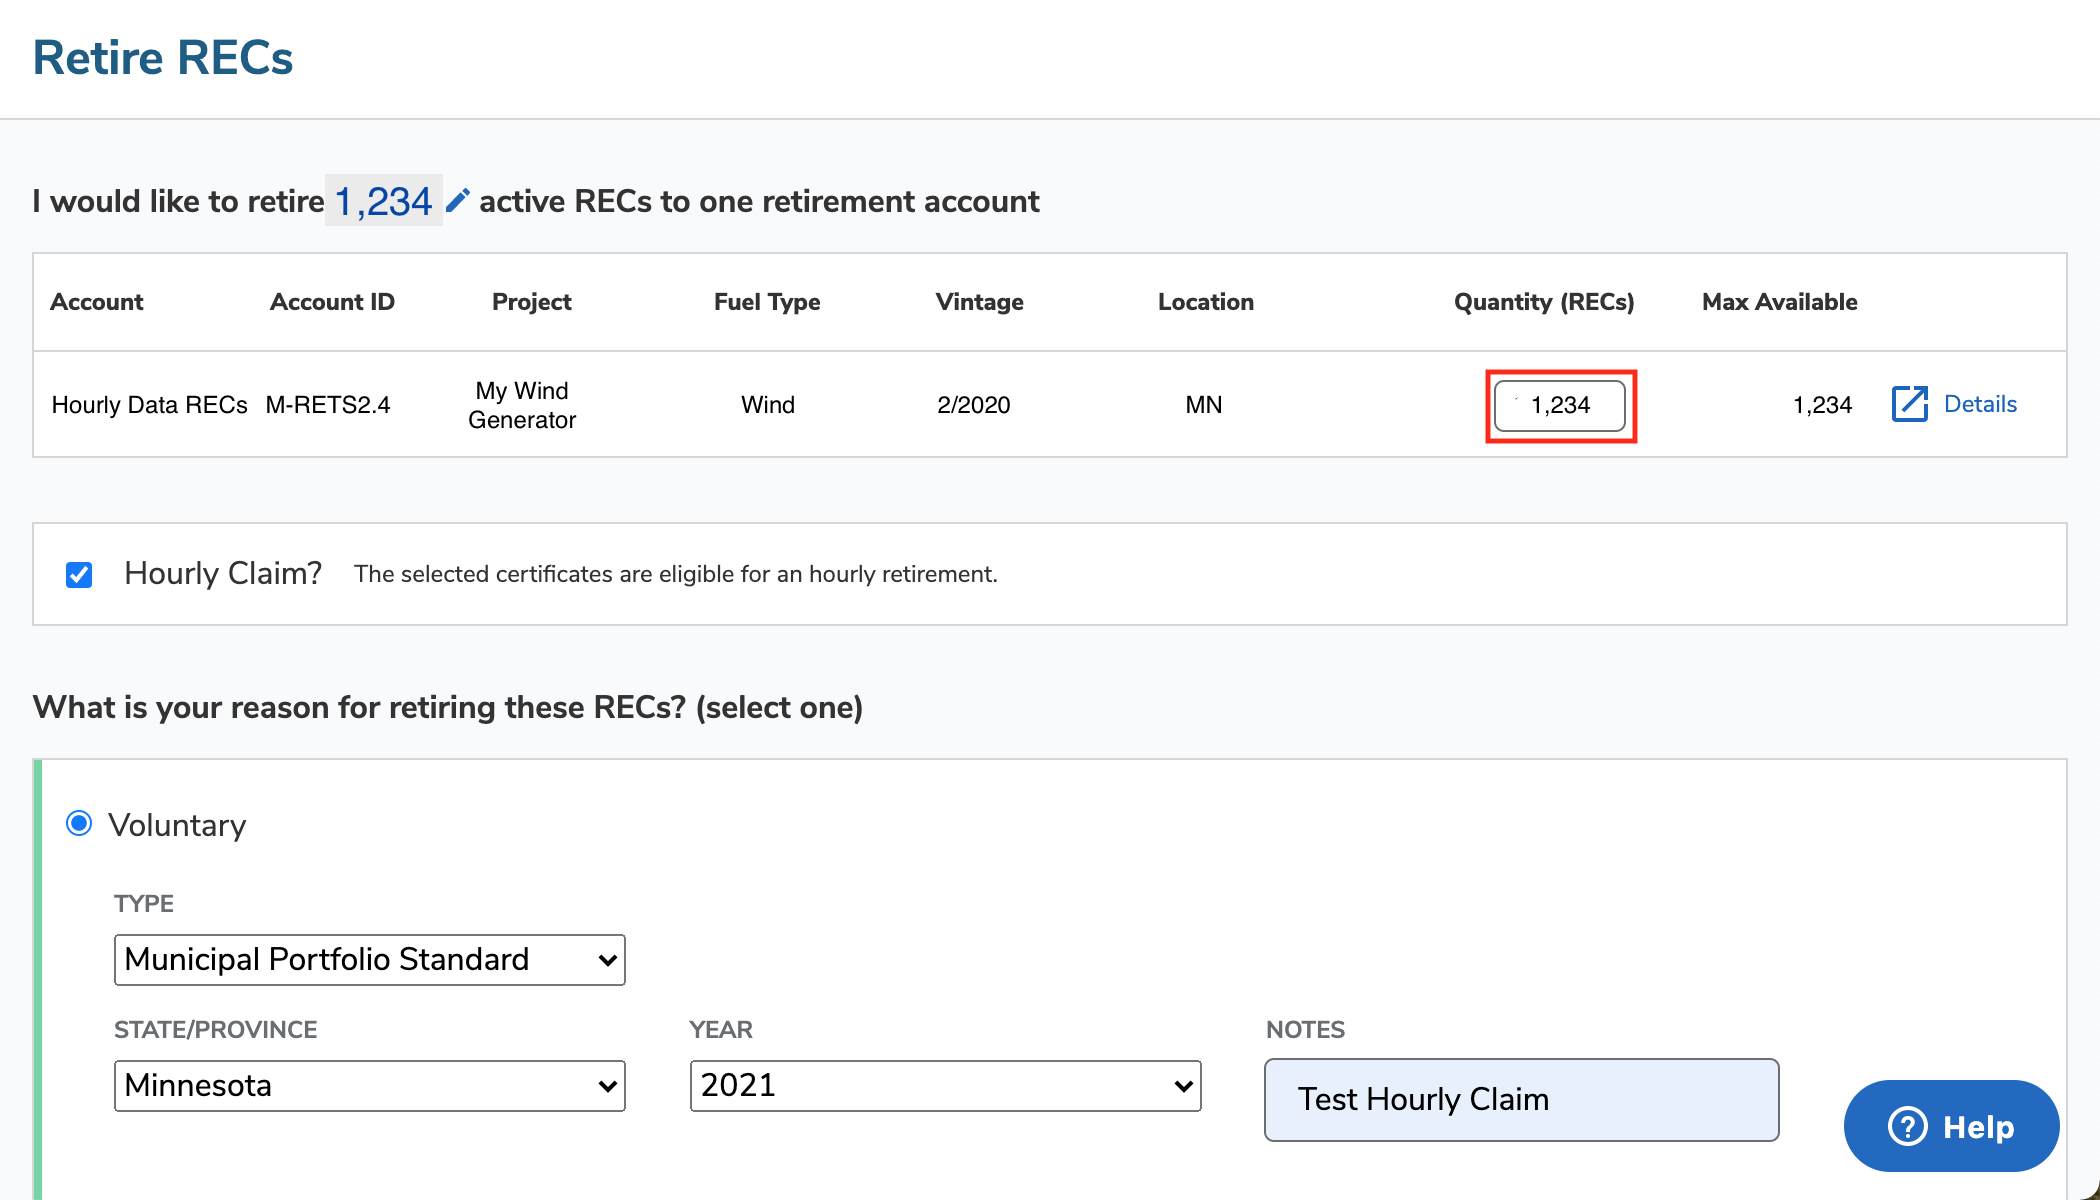 Retire RECs
I would like to retire 1,234 active RECs to one retirement account
Account Account ID Project Fuel Type Vintage Location Quantity (RECs) Max Available
Hourly Data RECs M-RETS2.4 My Wind Generator Wind 2/2020 MN 1,234 1,234 Details
Hourly Claim? The selected certificates are eligible for an hourly retirement.
What is your reason for retiring these RECs? (select one)
Voluntary
TYPE
Municipal Portfolio Standard
STATE/PROVINCE YEAR NOTES
Minnesota 2021 Test Hourly Claim
? Help